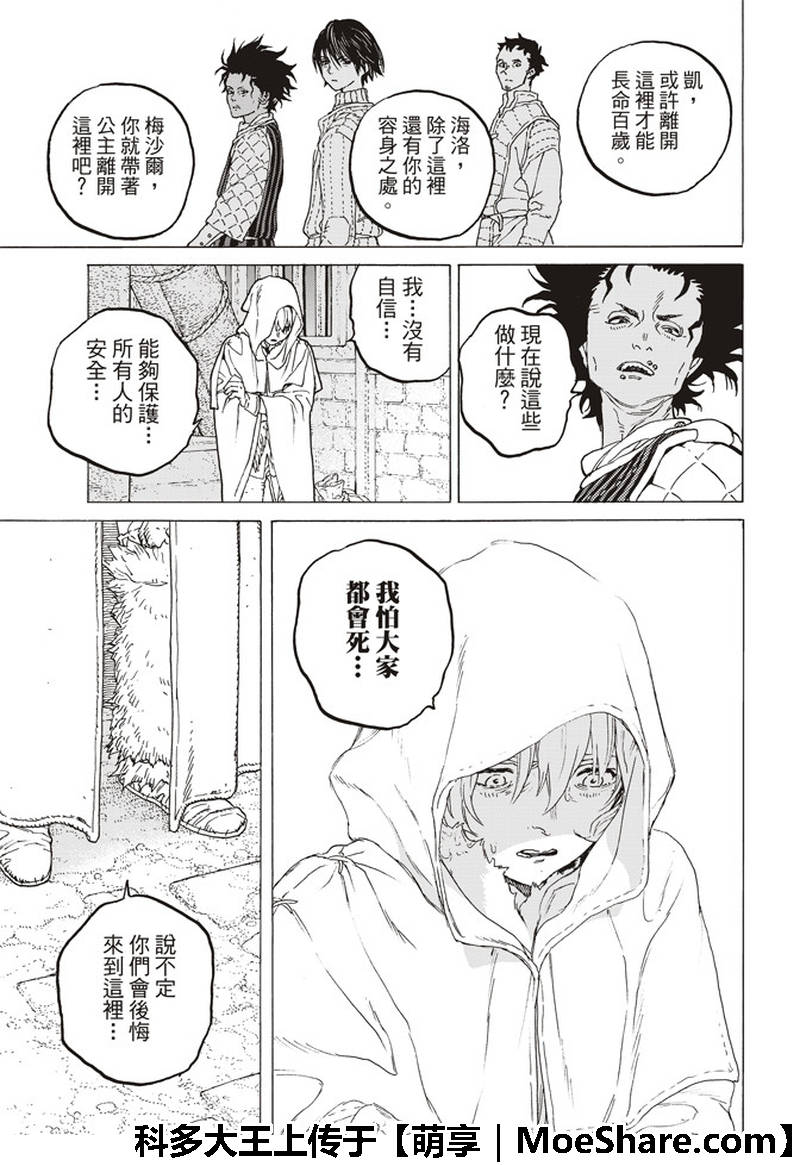 凱，
或許離開
這裡才能
長命百歲。
海洛，
除了這裡
還有你的
容身之處。
梅沙爾，
你就帶著
公主離開
這裡吧？
現在說這些
做什麼？
我…沒有
自信…
能夠保護…
所有人的
安全…
我怕大家
都會死…
說不定
你們會後悔
來到這裡…
科多大王上传于【萌享】| MoeShare.com】